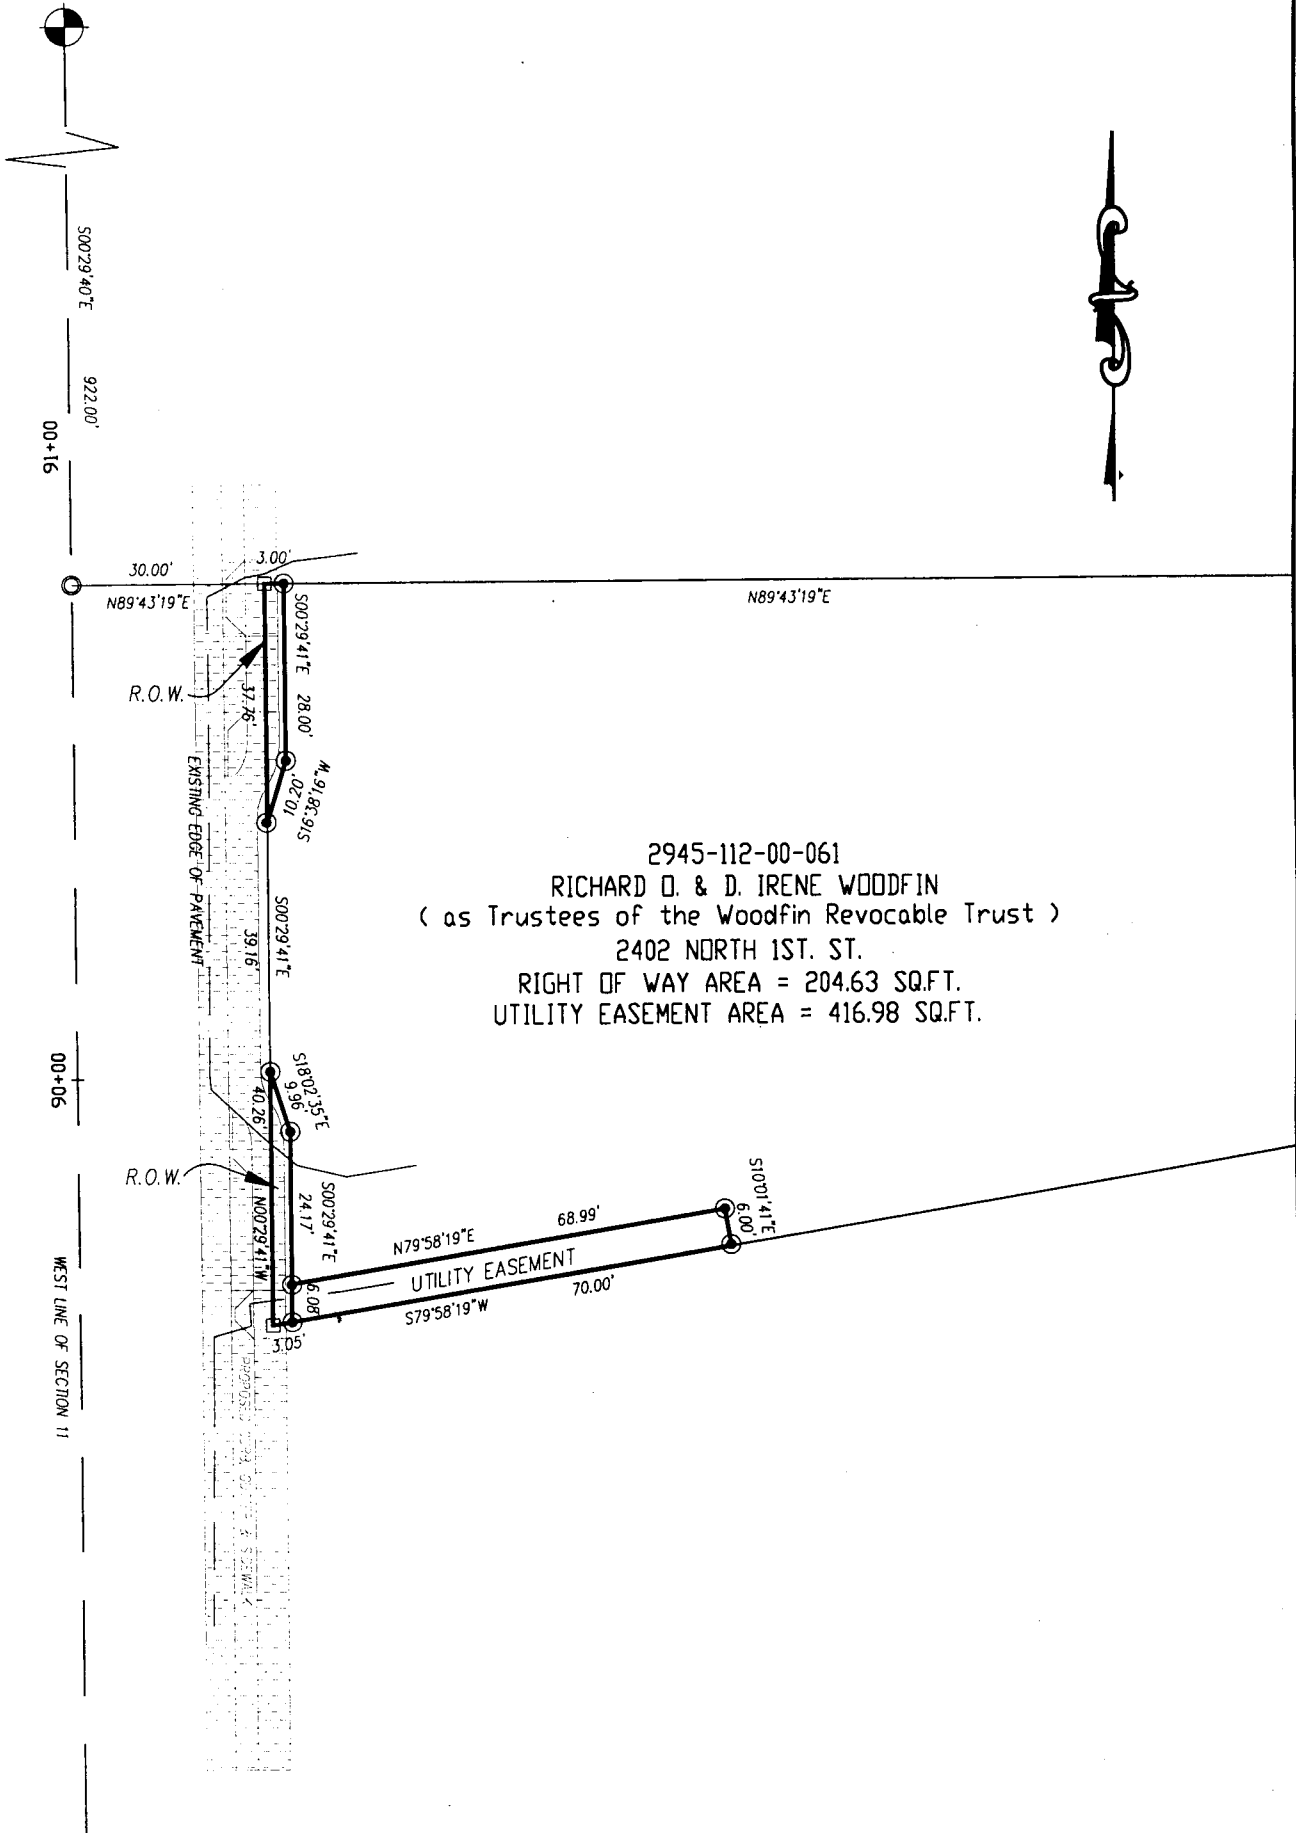 S00°29'40"E 922.00'
91+00
30.00'
N89°43'19"E
3.00'
N89°43'19"E
S00°29'41"E 28.00'
R.O.W.
37.76'
S16°38'16"W
10.20'
EXISTING EDGE OF PAVEMENT
2945-112-00-061
RICHARD O. & D. IRENE WOODFIN
( as Trustees of the Woodfin Revocable Trust )
2402 NORTH 1ST. ST.
RIGHT OF WAY AREA = 204.63 SQ.FT.
UTILITY EASEMENT AREA = 416.98 SQ.FT.
S00°29'41"E
39.16'
90+00
S18°02'35"E
9.96'
40.26'
R.O.W.
N00°29'41"W
S00°29'41"E
24.17'
S10°01'41"E
6.00'
N79°58'19"E 68.99'
UTILITY EASEMENT
S79°58'19"W 70.00'
6.08'
3.05'
WEST LINE OF SECTION 11
PROPOSED